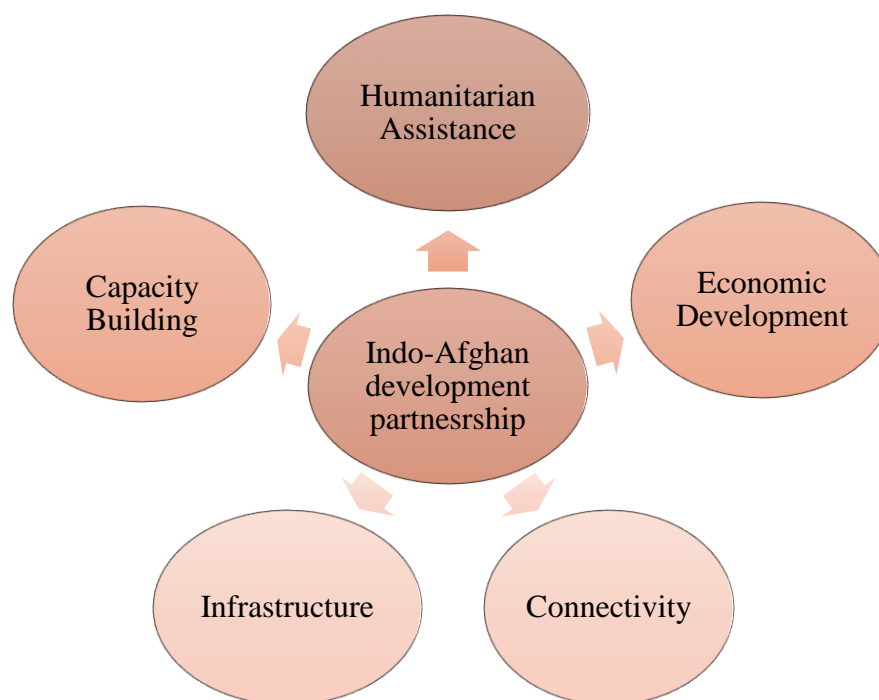 Humanitarian
Assistance
Capacity
Building
Economic
Development
Indo-Afghan
development
partnesrship
Infrastructure
Connectivity